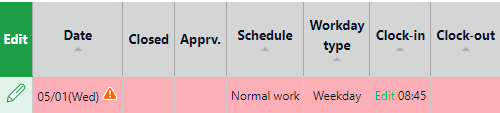 Edit Date Closed Apprv. Schedule Workday type Clock-in Clock-out
05/01(Wed) Normal work Weekday Edit 08:45